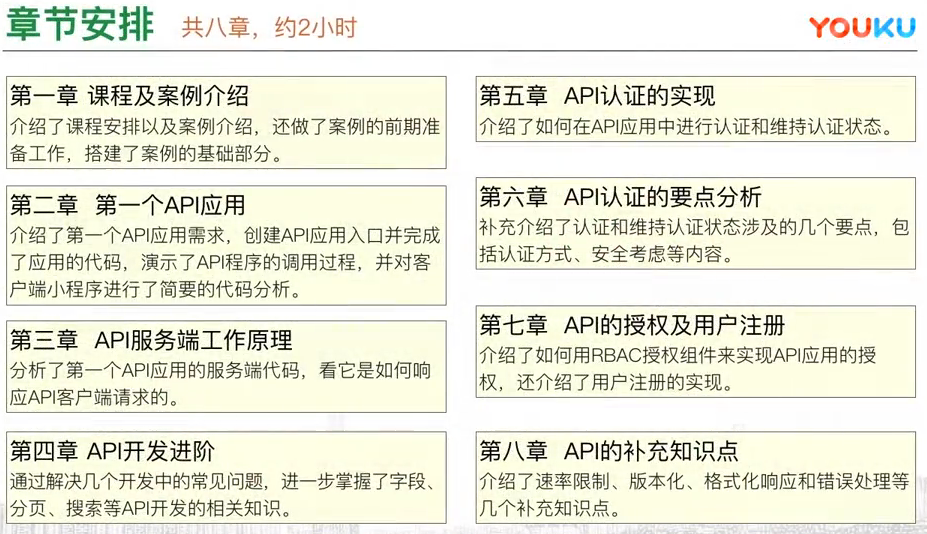 章节安排 共八章，约2小时
YOUKU
第一章 课程及案例介绍
介绍了课程安排以及案例介绍，还做了案例的前期准
备工作，搭建了案例的基础部分。
第二章 第一个API应用
介绍了第一个API应用需求，创建API应用入口并完成
了应用的代码，演示了API程序的调用过程，并对客
户端小程序进行了简要的代码分析。
第三章 API服务端工作原理
分析了第一个API应用的服务端代码，看它是如何响
应API客户端请求的。
第四章 API开发进阶
通过解决几个开发中的常见问题，进一步掌握了字段、
分页、搜索等API开发的相关知识。
第五章 API认证的实现
介绍了如何在API应用中进行认证和维持认证状态。
第六章 API认证的要点分析
补充介绍了认证和维持认证状态涉及的几个要点，包
括认证方式、安全考虑等内容。
第七章 API的授权及用户注册
介绍了如何用RBAC授权组件来实现API应用的授
权，还介绍了用户注册的实现。
第八章 API的补充知识点
介绍了速率限制、版本化、格式化响应和错误处理等
几个补充知识点。